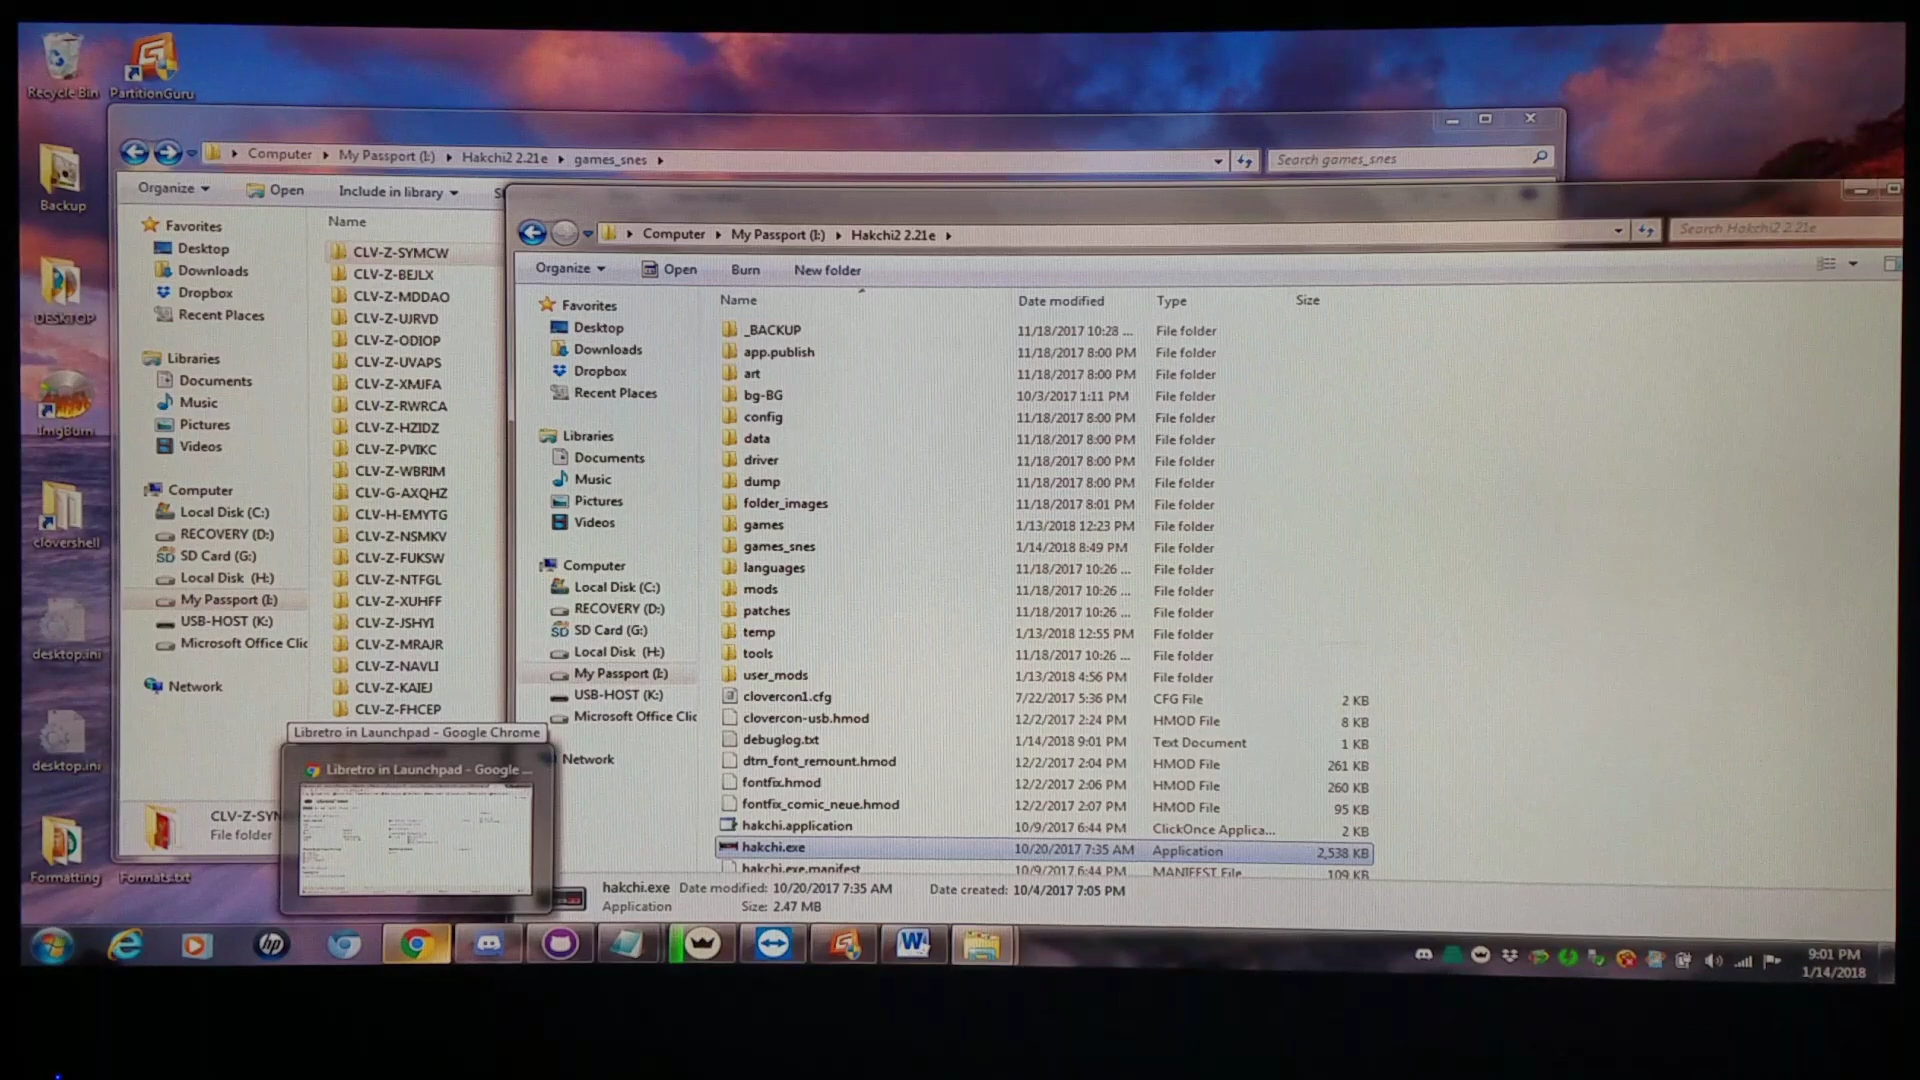 Recycle Bin
PartitionGuru
Backup
DESKTOP
ImgBurn
clovershell
desktop.ini
desktop.ini
Formatting
Formats.txt
Computer
My Passport (I:)
Hakchi2 2.21e
games_snes
Search games_snes
Organize
Open
Include in library
Favorites
Desktop
Downloads
Dropbox
Recent Places
Libraries
Documents
Music
Pictures
Videos
Computer
Local Disk (C:)
RECOVERY (D:)
SD Card (G:)
Local Disk (H:)
My Passport (I:)
USB-HOST (K:)
Microsoft Office Clic
Network
Name
CLV-Z-SYMCW
CLV-Z-BEJLX
CLV-Z-MDDAO
CLV-Z-UJRVD
CLV-Z-ODIOP
CLV-Z-UVAPS
CLV-Z-XMJFA
CLV-Z-RWRCA
CLV-Z-HZIDZ
CLV-Z-PVIKC
CLV-Z-WBRIM
CLV-G-AXQHZ
CLV-H-EMYTG
CLV-Z-NSMKV
CLV-Z-FUKSW
CLV-Z-NTFGL
CLV-Z-XUHFF
CLV-Z-JSHYI
CLV-Z-MRAJR
CLV-Z-NAVLI
CLV-Z-KAIEJ
CLV-Z-FHCEP
CLV-Z-SYM
File folder
Libretro in Launchpad - Google Chrome
Libretro in Launchpad - Google ...
Computer
My Passport (I:)
Hakchi2 2.21e
Search Hakchi2 2.21e
Organize
Open
Burn
New folder
Favorites
Desktop
Downloads
Dropbox
Recent Places
Libraries
Documents
Music
Pictures
Videos
Computer
Local Disk (C:)
RECOVERY (D:)
SD Card (G:)
Local Disk (H:)
My Passport (I:)
USB-HOST (K:)
Microsoft Office Clic
Network
Name Date modified Type Size
_BACKUP 11/18/2017 10:28 ... File folder
app.publish 11/18/2017 8:00 PM File folder
art 11/18/2017 8:00 PM File folder
bg-BG 10/3/2017 1:11 PM File folder
config 11/18/2017 8:00 PM File folder
data 11/18/2017 8:00 PM File folder
driver 11/18/2017 8:00 PM File folder
dump 11/18/2017 8:00 PM File folder
folder_images 11/18/2017 8:01 PM File folder
games 1/13/2018 12:23 PM File folder
games_snes 1/14/2018 8:49 PM File folder
languages 11/18/2017 10:26 ... File folder
mods 11/18/2017 10:26 ... File folder
patches 11/18/2017 10:26 ... File folder
temp 1/13/2018 12:55 PM File folder
tools 11/18/2017 10:26 ... File folder
user_mods 1/13/2018 4:56 PM File folder
clovercon1.cfg 7/22/2017 5:36 PM CFG File 2 KB
clovercon-usb.hmod 12/2/2017 2:24 PM HMOD File 8 KB
debuglog.txt 1/14/2018 9:01 PM Text Document 1 KB
dtm_font_remount.hmod 12/2/2017 2:04 PM HMOD File 261 KB
fontfix.hmod 12/2/2017 2:06 PM HMOD File 260 KB
fontfix_comic_neue.hmod 12/2/2017 2:07 PM HMOD File 95 KB
hakchi.application 10/9/2017 6:44 PM ClickOnce Applica... 2 KB
hakchi.exe 10/20/2017 7:35 AM Application 2,538 KB
hakchi.exe.manifest 10/9/2017 6:44 PM MANIFEST File 109 KB
hakchi.exe Date modified: 10/20/2017 7:35 AM Date created: 10/4/2017 7:05 PM
Application Size: 2.47 MB
9:01 PM
1/14/2018